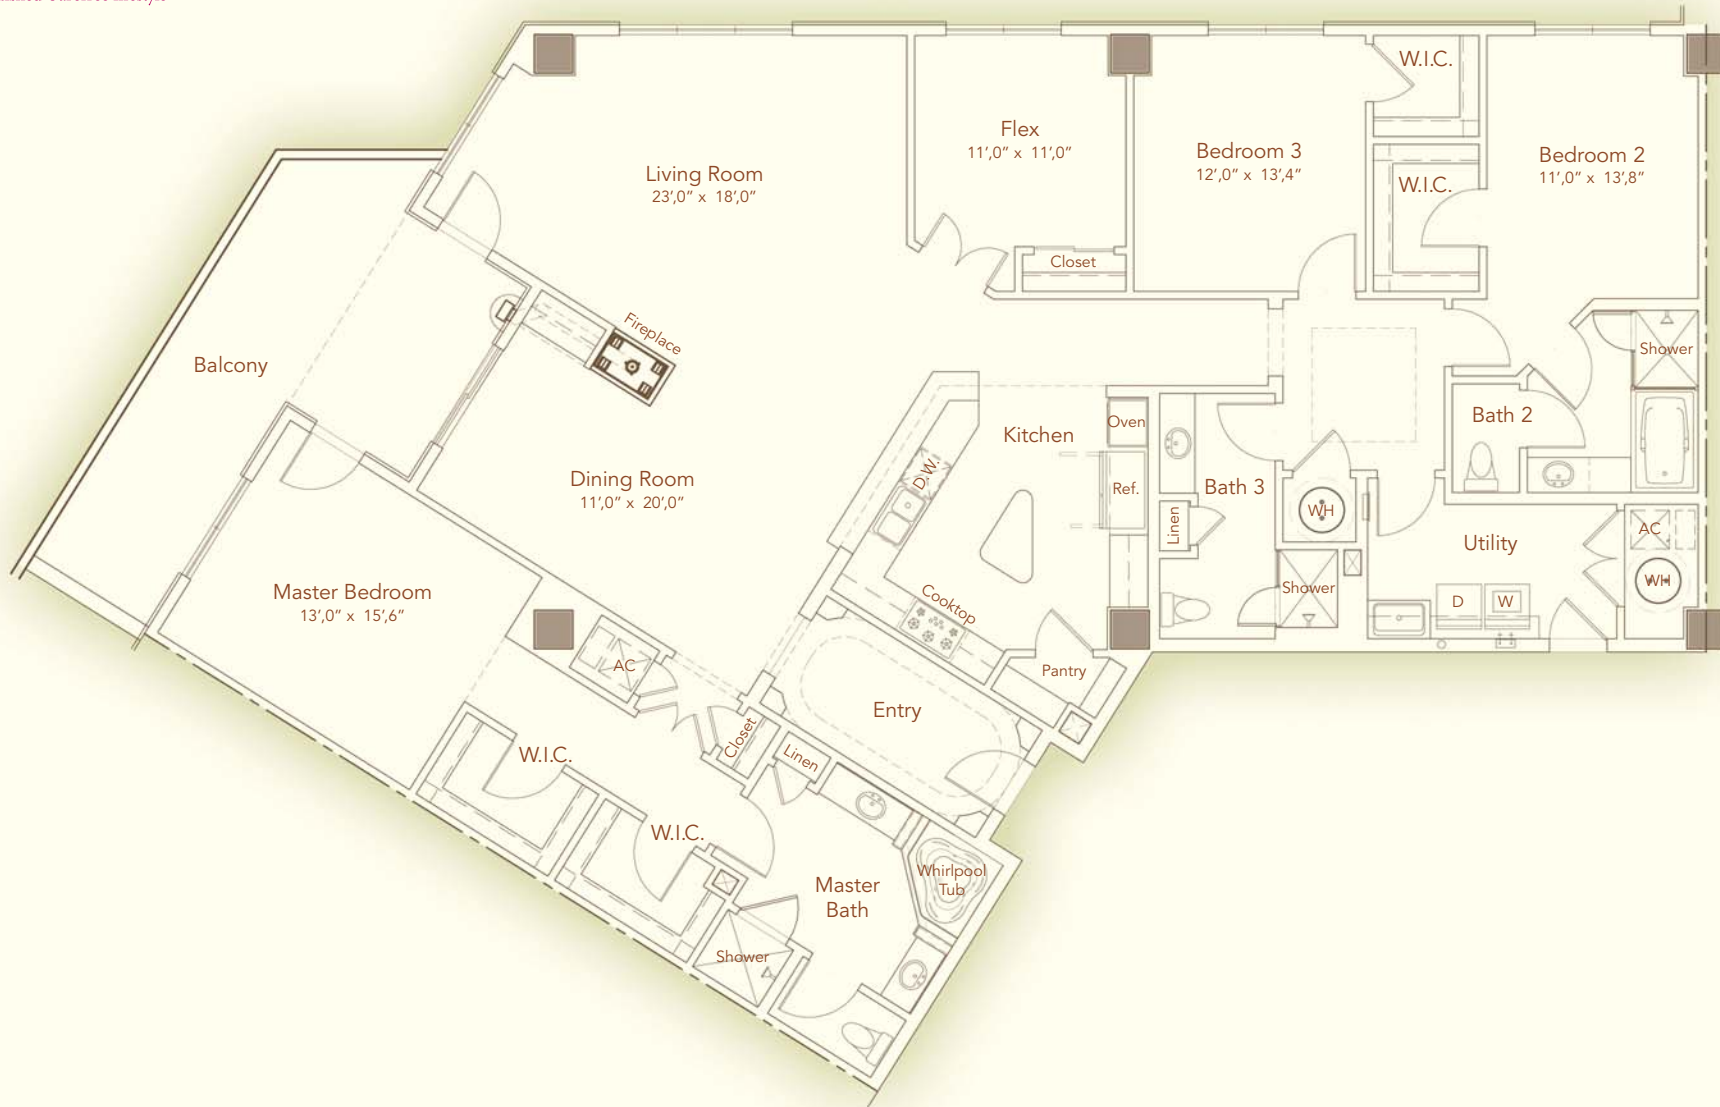 W.I.C.
Flex
11',0" x 11',0"
Bedroom 3
12',0" x 13',4"
Bedroom 2
11',0" x 13',8"
Living Room
23',0" x 18',0"
W.I.C.
Closet
Fireplace
Shower
Balcony
Bath 2
Oven
Kitchen
D.W.
Dining Room
11',0" x 20',0"
Ref.
Bath 3
WH
Linen
AC
Utility
Master Bedroom
13',0" x 15',6"
Cooktop
Shower
D
W
WH
AC
Pantry
Entry
Closet
W.I.C.
Linen
W.I.C.
Whirlpool
Tub
Master
Bath
Shower